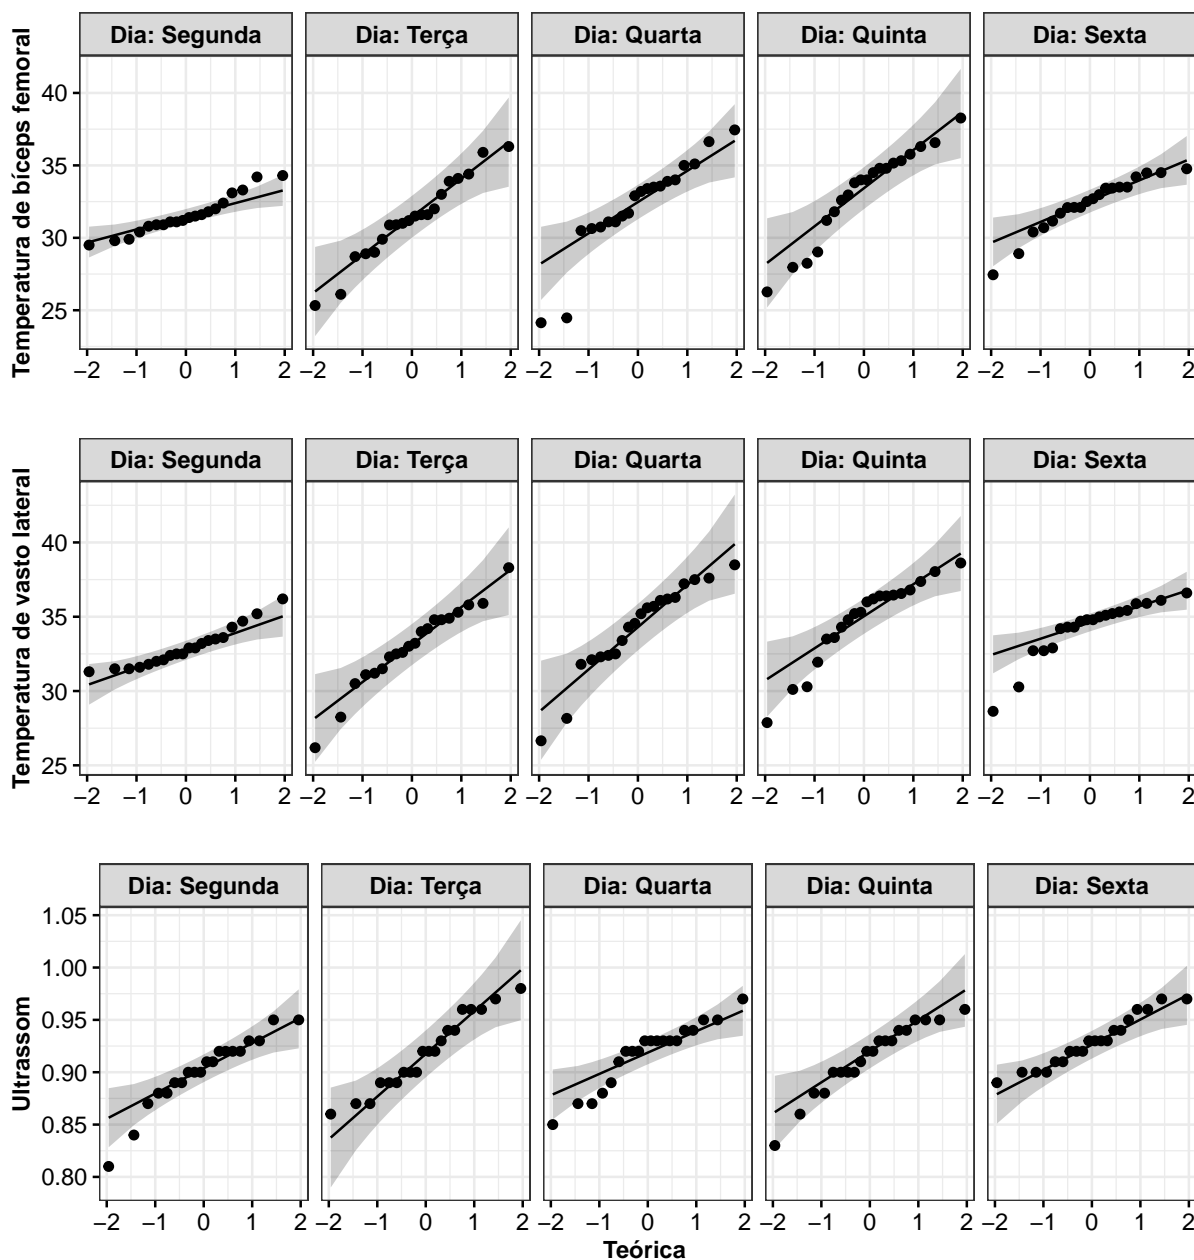 Dia: Segunda Dia: Terça Dia: Quarta Dia: Quinta Dia: Sexta
Temperatura de bíceps femoral
40
35
30
25
−2 −1 0 1 2 −2 −1 0 1 2 −2 −1 0 1 2 −2 −1 0 1 2 −2 −1 0 1 2
Dia: Segunda Dia: Terça Dia: Quarta Dia: Quinta Dia: Sexta
Temperatura de vasto lateral
40
35
30
25
−2 −1 0 1 2 −2 −1 0 1 2 −2 −1 0 1 2 −2 −1 0 1 2 −2 −1 0 1 2
Dia: Segunda Dia: Terça Dia: Quarta Dia: Quinta Dia: Sexta
Ultrassom
1.05
1.00
0.95
0.90
0.85
0.80
−2 −1 0 1 2 −2 −1 0 1 2 −2 −1 0 1 2 −2 −1 0 1 2 −2 −1 0 1 2
Teórica